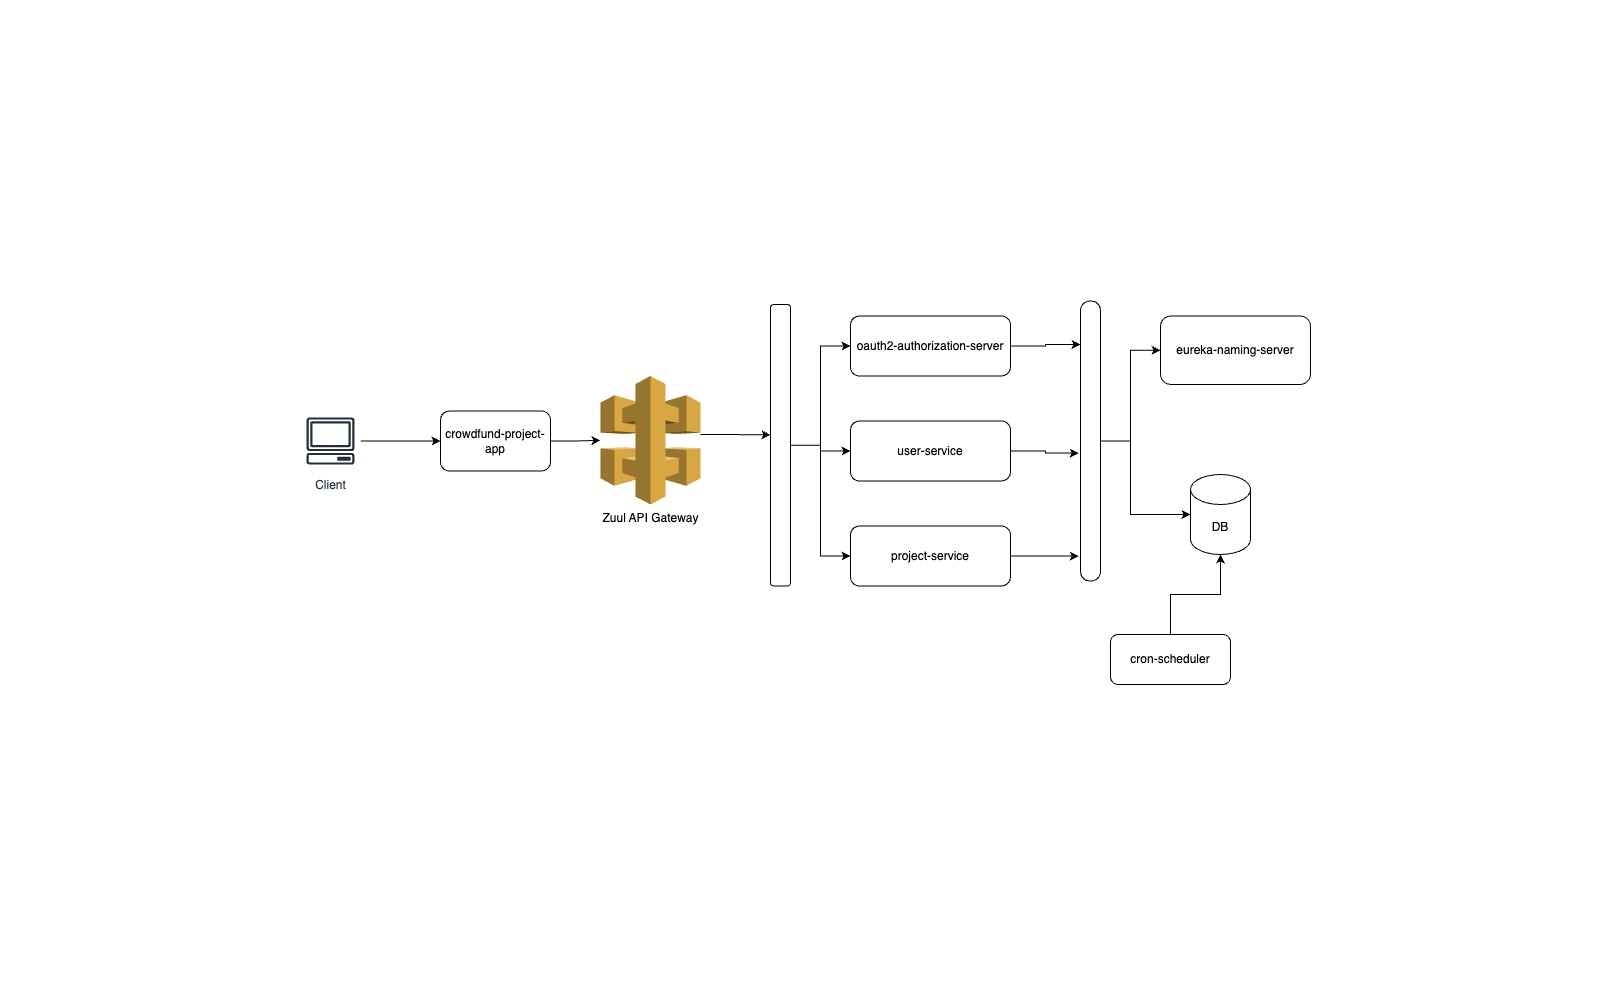 Client
crowdfund-project-
app
Zuul API Gateway
oauth2-authorization-server
user-service
project-service
eureka-naming-server
DB
cron-scheduler